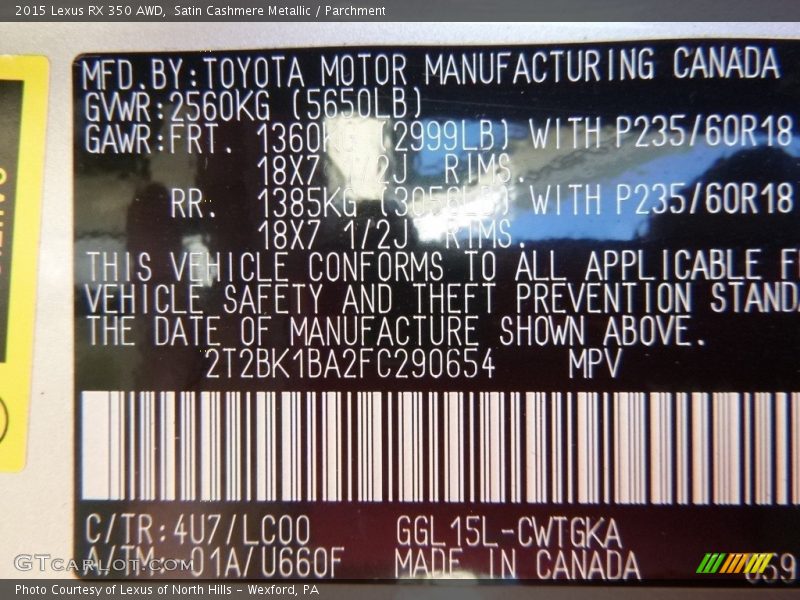 2015 Lexus RX 350 AWD, Satin Cashmere Metallic / Parchment
MFD.BY:TOYOTA MOTOR MANUFACTURING CANADA
GVWR:2560KG (5650LB)
GAWR:FRT. 1360KG 2999LB) WITH P235/60R18
18X7 1/2J RIMS.
RR. 1385KG (3056LB) WITH P235/60R18
18X7 1/2J RIMS.
THIS VEHICLE CONFORMS TO ALL APPLICABLE F
VEHICLE SAFETY AND THEFT PREVENTION STANDA
THE DATE OF MANUFACTURE SHOWN ABOVE.
2T2BK1BA2FC290654 MPV
C/TR:4U7/LC00 GGL15L-CWTGKA
A/TM:-01A/U660F MADE IN CANADA
GTCarLot.com
059
Photo Courtesy of Lexus of North Hills - Wexford, PA